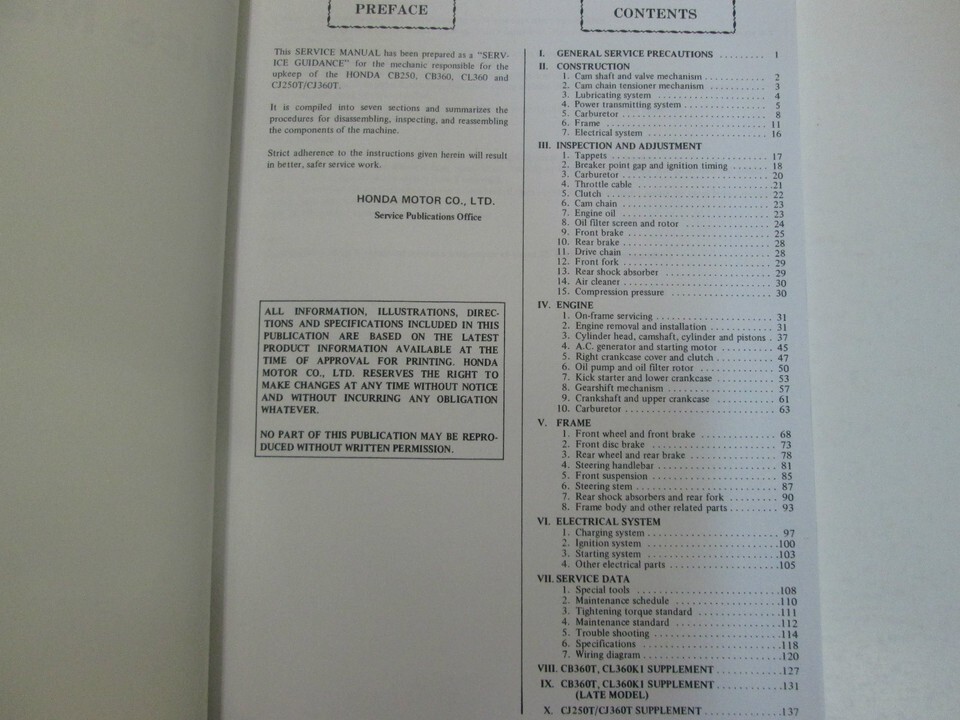 PREFACE
This SERVICE MANUAL has been prepared as a "SERV-
ICE GUIDANCE" for the mechanic responsible for the
upkeep of the HONDA CB250, CB360, CL360 and
CJ250T/CJ360T.
It is compiled into seven sections and summarizes the
procedures for disassembling, inspecting, and reassembling
the components of the machine.
Strict adherence to the instructions given herein will result
in better, safer service work.
HONDA MOTOR CO., LTD.
Service Publications Office
ALL INFORMATION, ILLUSTRATIONS, DIREC-
TIONS AND SPECIFICATIONS INCLUDED IN THIS
PUBLICATION ARE BASED ON THE LATEST
PRODUCT INFORMATION AVAILABLE AT THE
TIME OF APPROVAL FOR PRINTING. HONDA
MOTOR CO., LTD. RESERVES THE RIGHT TO
MAKE CHANGES AT ANY TIME WITHOUT NOTICE
AND WITHOUT INCURRING ANY OBLIGATION
WHATEVER.
NO PART OF THIS PUBLICATION MAY BE REPRO-
DUCED WITHOUT WRITTEN PERMISSION.
CONTENTS
I. GENERAL SERVICE PRECAUTIONS ......... 1
II. CONSTRUCTION
1. Cam shaft and valve mechanism ............ 2
2. Cam chain tensioner mechanism ........... 3
3. Lubricating system .................... 4
4. Power transmitting system ............... 5
5. Carburetor ......................... 8
6. Frame ............................ 11
7. Electrical system ...................... 16
III. INSPECTION AND ADJUSTMENT
1. Tappets ........................... 17
2. Breaker point gap and ignition timing ....... 18
3. Carburetor ......................... 20
4. Throttle cable ....................... 21
5. Clutch ............................ 22
6. Cam chain ......................... 23
7. Engine oil .......................... 23
8. Oil filter screen and rotor ............... 24
9. Front brake ......................... 25
10. Rear brake ......................... 28
11. Drive chain ......................... 28
12. Front fork .......................... 29
13. Rear shock absorber ................... 29
14. Air cleaner ......................... 30
15. Compression pressure .................. 30
IV. ENGINE
1. On-frame servicing .................... 31
2. Engine removal and installation ........... 31
3. Cylinder head, camshaft, cylinder and pistons . 37
4. A.C. generator and starting motor ......... 45
5. Right crankcase cover and clutch .......... 47
6. Oil pump and oil filter rotor ............. 50
7. Kick starter and lower crankcase .......... 53
8. Gearshift mechanism ................... 57
9. Crankshaft and upper crankcase .......... 61
10. Carburetor ......................... 63
V. FRAME
1. Front wheel and front brake ............. 68
2. Front disc brake ...................... 73
3. Rear wheel and rear brake ............... 78
4. Steering handlebar .................... 81
5. Front suspension ..................... 85
6. Steering stem ....................... 87
7. Rear shock absorbers and rear fork ......... 90
8. Frame body and other related parts ......... 93
VI. ELECTRICAL SYSTEM
1. Charging system ...................... 97
2. Ignition system ...................... 100
3. Starting system ...................... 103
4. Other electrical parts .................. 105
VII. SERVICE DATA
1. Special tools ........................ 108
2. Maintenance schedule .................. 110
3. Tightening torque standard .............. 111
4. Maintenance standard .................. 112
5. Trouble shooting ..................... 114
6. Specifications ....................... 118
7. Wiring diagram ....................... 120
VIII. CB360T, CL360K1 SUPPLEMENT ............ 127
IX. CB360T, CL360K1 SUPPLEMENT ............ 131
(LATE MODEL)
X. CJ250T/CJ360T SUPPLEMENT .............. 137